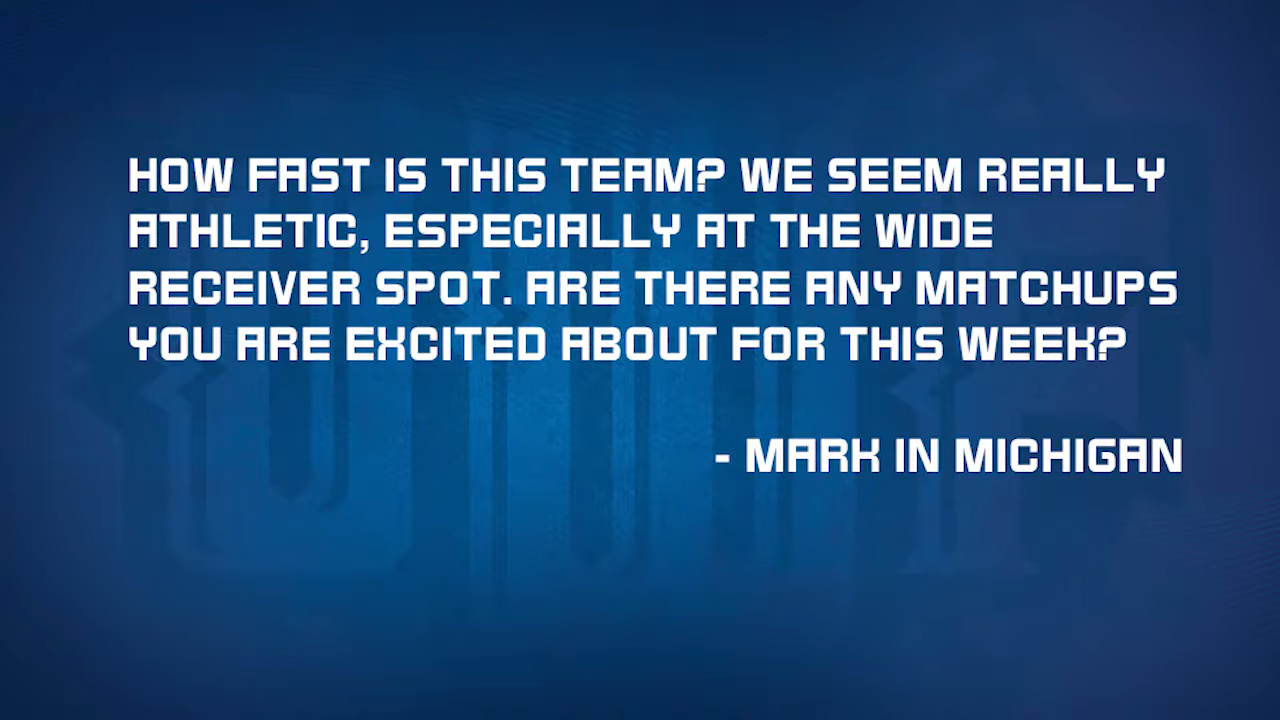 HOW FAST IS THIS TEAM? WE SEEM REALLY
ATHLETIC, ESPECIALLY AT THE WIDE
RECEIVER SPOT. ARE THERE ANY MATCHUPS
YOU ARE EXCITED ABOUT FOR THIS WEEK?
- MARK IN MICHIGAN